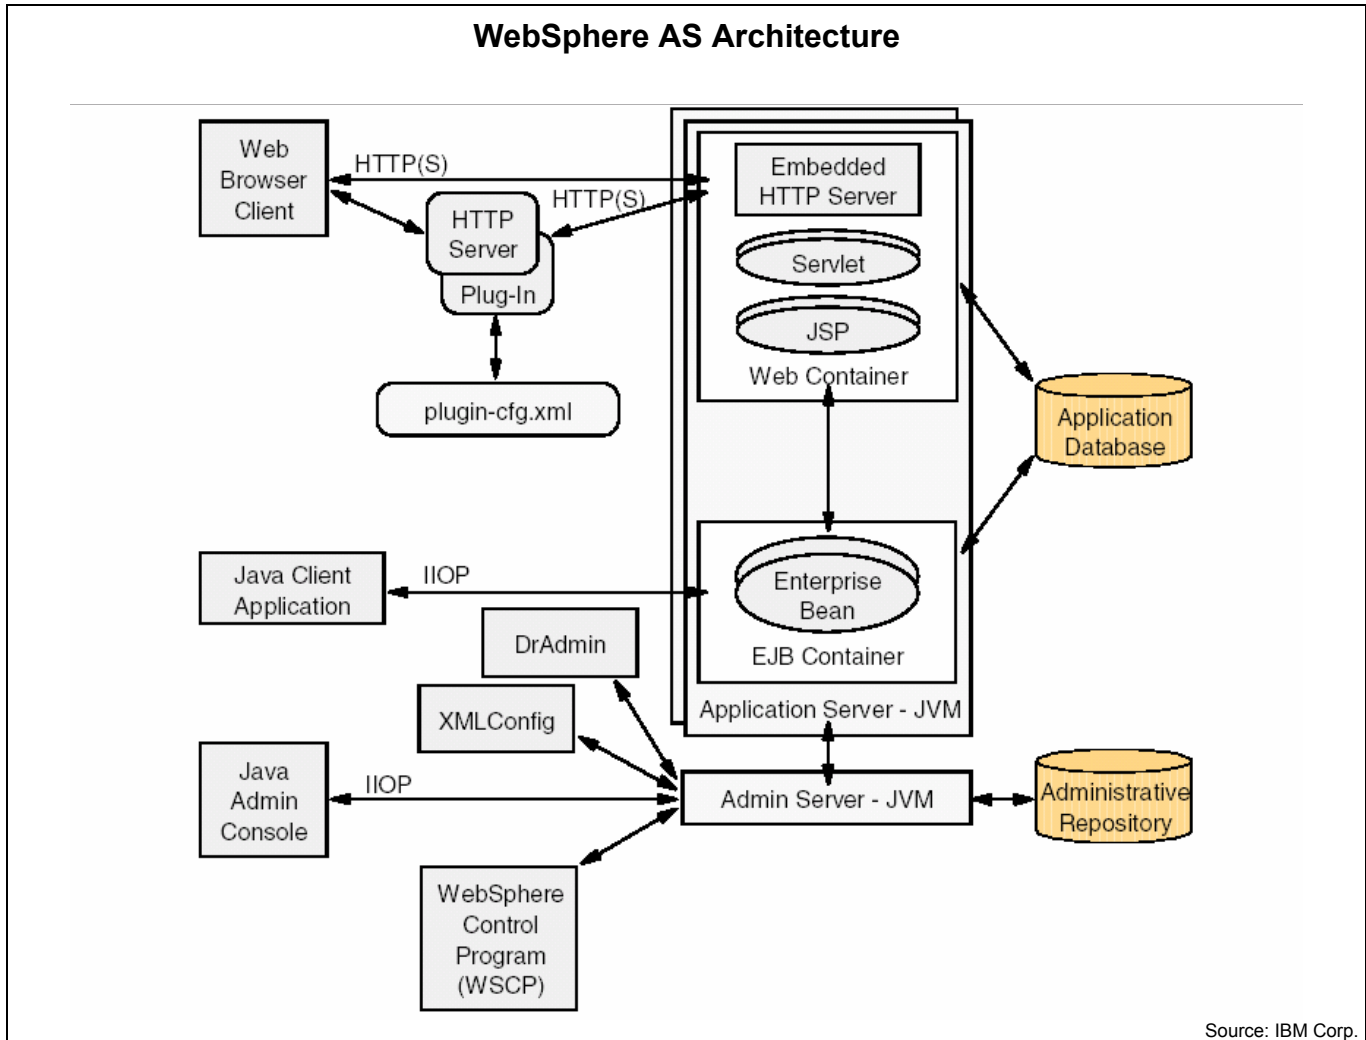 WebSphere AS Architecture
Web
Browser
Client
HTTP(S)
HTTP
Server
Plug-In
HTTP(S)
plugin-cfg.xml
Embedded
HTTP Server
Servlet
JSP
Web Container
Application
Database
Java Client
Application
IIOP
Enterprise
Bean
EJB Container
DrAdmin
XMLConfig
Application Server - JVM
Java
Admin
Console
IIOP
Admin Server - JVM
Administrative
Repository
WebSphere
Control
Program
(WSCP)
Source: IBM Corp.